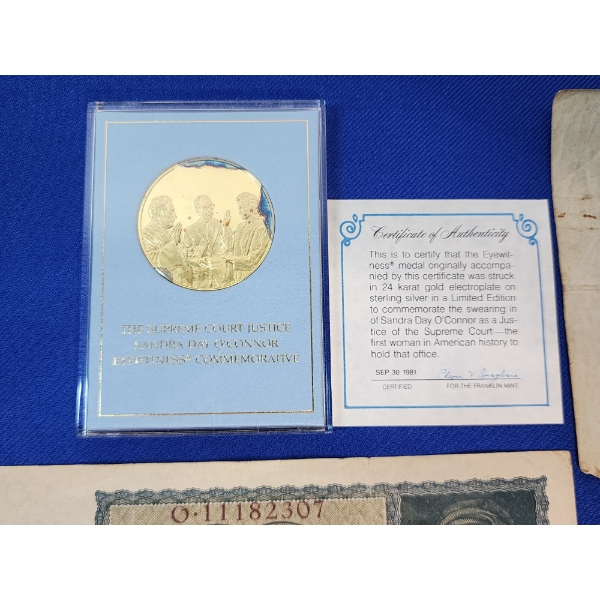 THE SUPREME COURT JUSTICE
SANDRA DAY O'CONNOR
EYEWITNESS® COMMEMORATIVE
Certificate of Authenticity
This is to certify that the Eyewit-
ness® medal originally accompa-
nied by this certificate was struck
in 24 karat gold electroplate on
sterling silver in a Limited Edition
to commemorate the swearing in
of Sandra Day O'Connor as a Jus-
tice of the Supreme Court—the
first woman in American history to
hold that office.
SEP 30 1981
CERTIFIED FOR THE FRANKLIN MINT
O·11182307